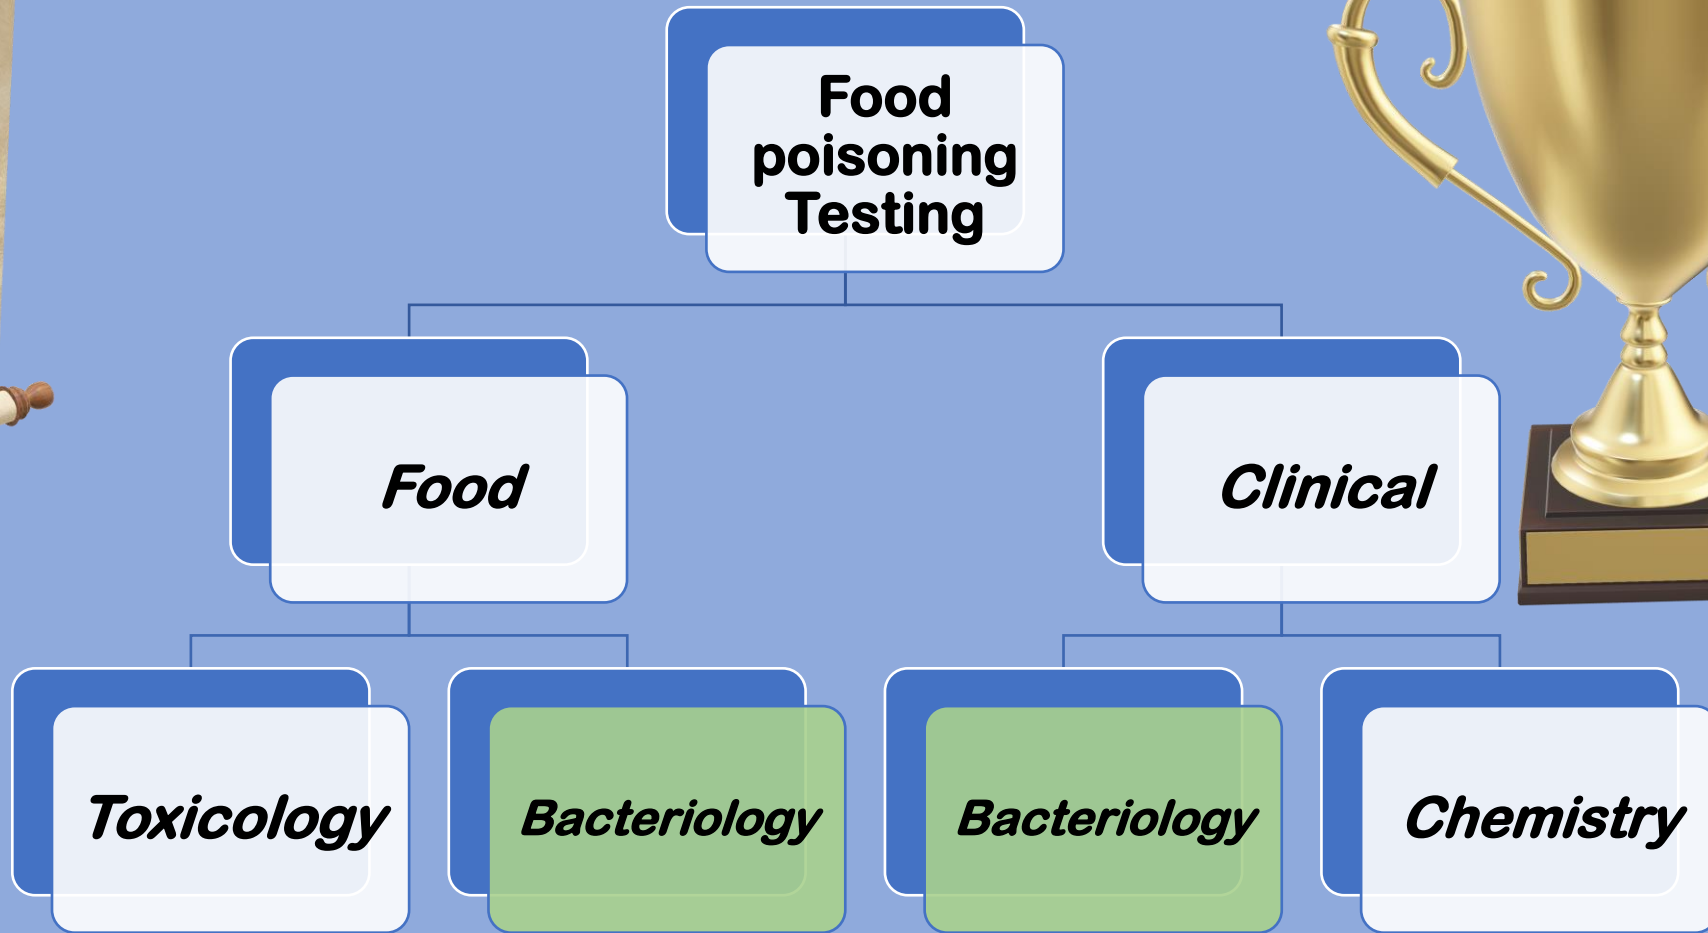 Food
poisoning
Testing
Food
Clinical
Toxicology
Bacteriology
Bacteriology
Chemistry